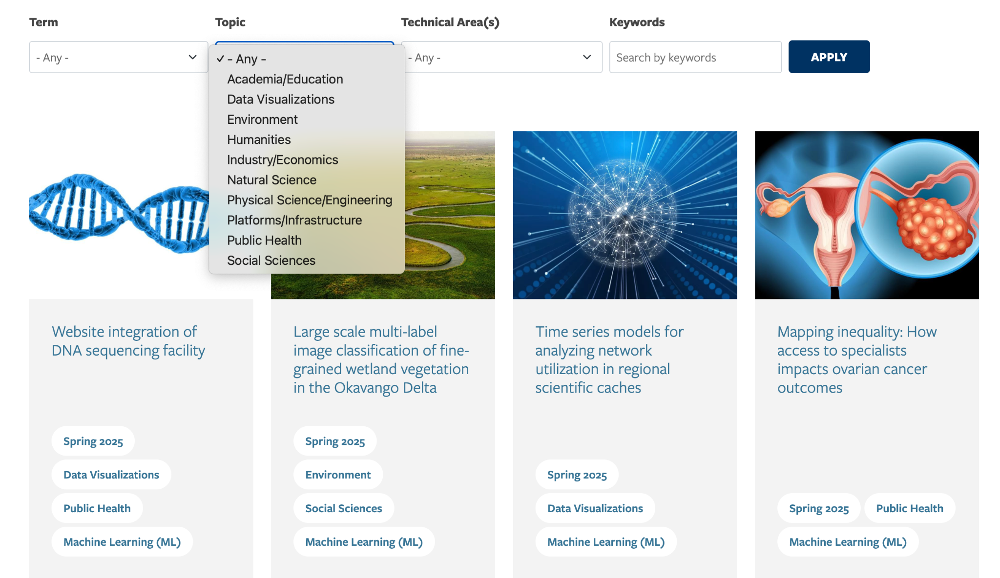 Term
Topic
Technical Area(s)
Keywords
- Any -
✓ - Any -
Academia/Education
Data Visualizations
Environment
Humanities
Industry/Economics
Natural Science
Physical Science/Engineering
Platforms/Infrastructure
Public Health
Social Sciences
- Any -
Search by keywords
APPLY
Website integration of
DNA sequencing facility
Spring 2025
Data Visualizations
Public Health
Machine Learning (ML)
Large scale multi-label
image classification of fine-
grained wetland vegetation
in the Okavango Delta
Spring 2025
Environment
Social Sciences
Machine Learning (ML)
Time series models for
analyzing network
utilization in regional
scientific caches
Spring 2025
Data Visualizations
Machine Learning (ML)
Mapping inequality: How
access to specialists
impacts ovarian cancer
outcomes
Spring 2025
Public Health
Machine Learning (ML)